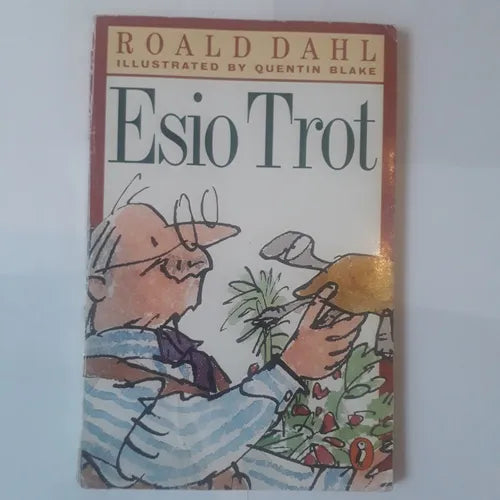 ROALD DAHL
ILLUSTRATED BY QUENTIN BLAKE
Esio Trot